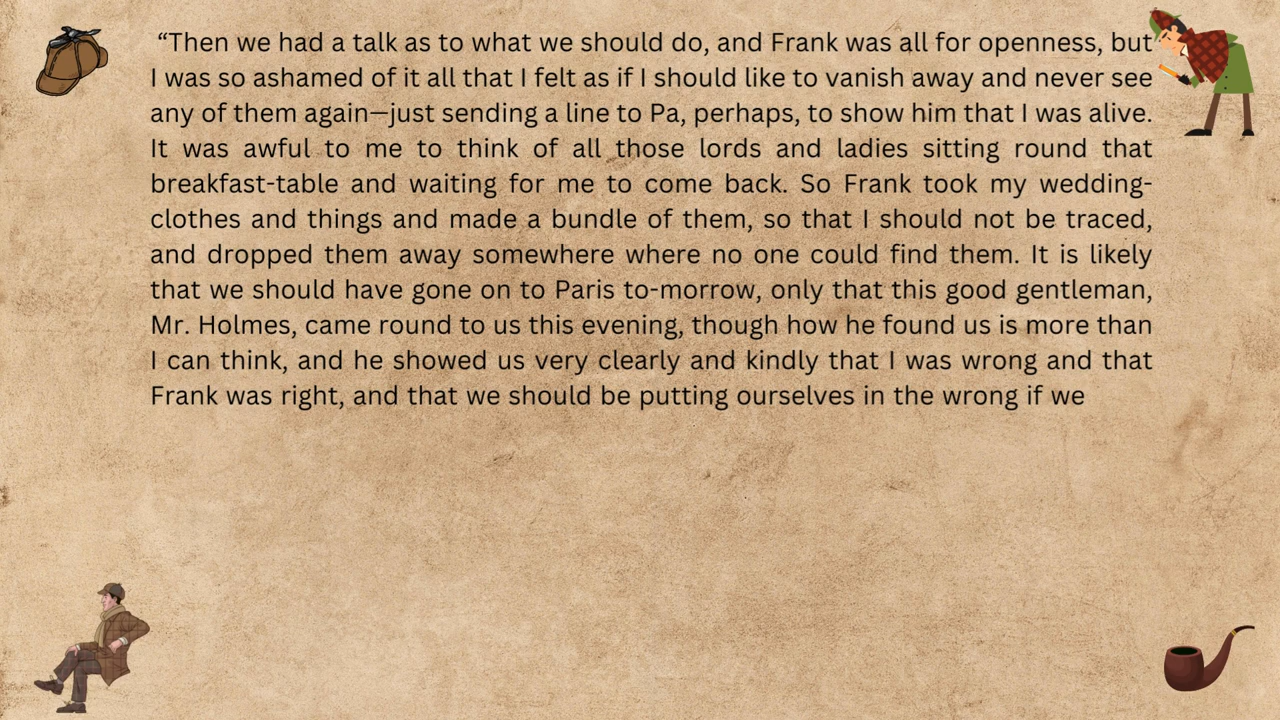 “Then we had a talk as to what we should do, and Frank was all for openness, but
I was so ashamed of it all that I felt as if I should like to vanish away and never see
any of them again—just sending a line to Pa, perhaps, to show him that I was alive.
It was awful to me to think of all those lords and ladies sitting round that
breakfast-table and waiting for me to come back. So Frank took my wedding-
clothes and things and made a bundle of them, so that I should not be traced,
and dropped them away somewhere where no one could find them. It is likely
that we should have gone on to Paris to-morrow, only that this good gentleman,
Mr. Holmes, came round to us this evening, though how he found us is more than
I can think, and he showed us very clearly and kindly that I was wrong and that
Frank was right, and that we should be putting ourselves in the wrong if we